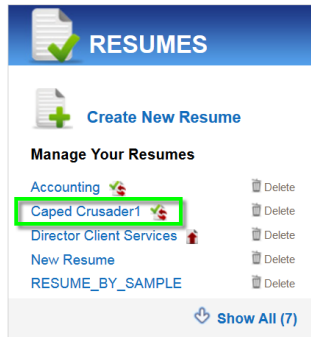 RESUMES
Create New Resume
Manage Your Resumes
Accounting Delete
Caped Crusader1 Delete
Director Client Services Delete
New Resume Delete
RESUME_BY_SAMPLE Delete
Show All (7)